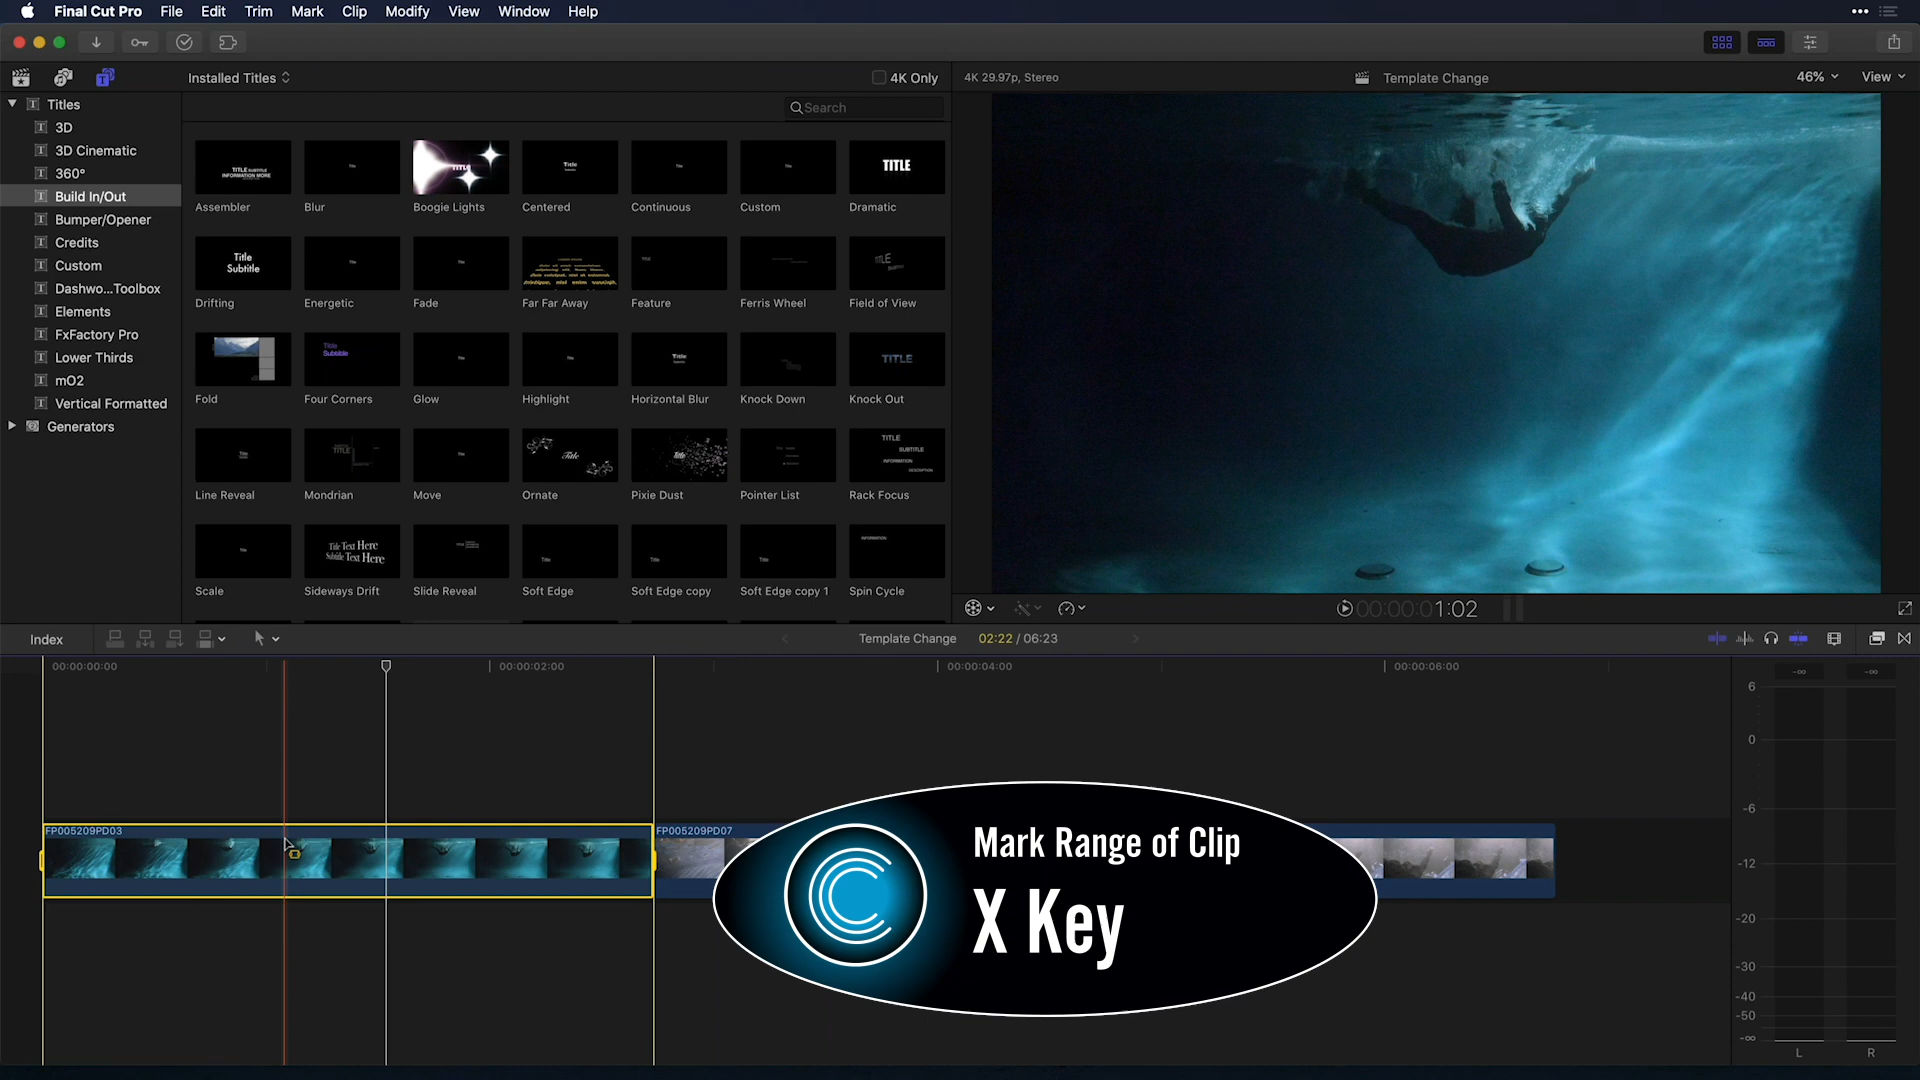 Final Cut Pro File Edit Trim Mark Clip Modify View Window Help
Installed Titles
4K Only
4K 29.97p, Stereo
Template Change
46%
View
Search
Titles
3D
3D Cinematic
360°
Build In/Out
Bumper/Opener
Credits
Custom
Dashwo...Toolbox
Elements
FxFactory Pro
Lower Thirds
mO2
Vertical Formatted
Generators
Assembler Blur Boogie Lights Centered Continuous Custom Dramatic
Drifting Energetic Fade Far Far Away Feature Ferris Wheel Field of View
Fold Four Corners Glow Highlight Horizontal Blur Knock Down Knock Out
Line Reveal Mondrian Move Ornate Pixie Dust Pointer List Rack Focus
Scale Sideways Drift Slide Reveal Soft Edge Soft Edge copy Soft Edge copy 1 Spin Cycle
00:00:00:01:02
Index
Template Change
02:22 / 06:23
00:00:00:00
00:00:02:00
00:00:04:00
00:00:06:00
FP005209PD03
FP005209PD07
Mark Range of Clip
X Key
-∞ -∞
6
0
-6
-12
-20
-30
-40
-50
-∞
L R